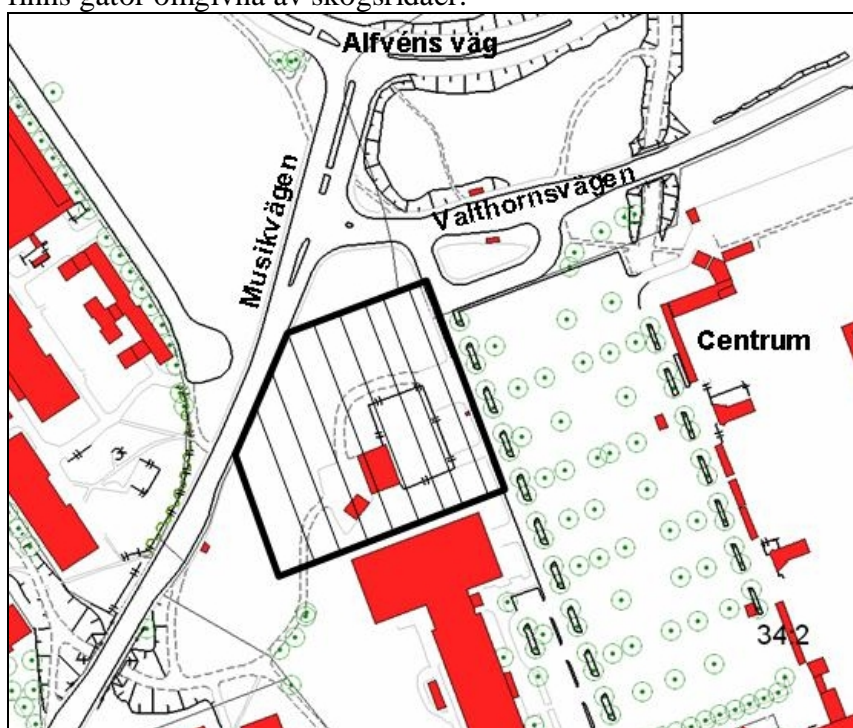 finns gator omgivna av skogsridåer.
Alfvéns väg
Musikvägen
Valthornsvägen
Centrum
34:2